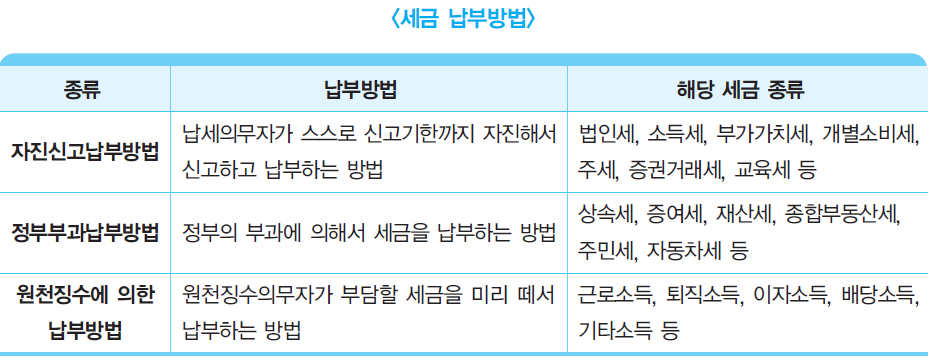 〈세금 납부방법〉
종류 납부방법 해당 세금 종류
자진신고납부방법
납세의무자가 스스로 신고기한까지 자진해서
신고하고 납부하는 방법
법인세, 소득세, 부가가치세, 개별소비세,
주세, 증권거래세, 교육세 등
정부부과납부방법
정부의 부과에 의해서 세금을 납부하는 방법
상속세, 증여세, 재산세, 종합부동산세,
주민세, 자동차세 등
원천징수에 의한
납부방법
원천징수의무자가 부담할 세금을 미리 떼서
납부하는 방법
근로소득, 퇴직소득, 이자소득, 배당소득,
기타소득 등